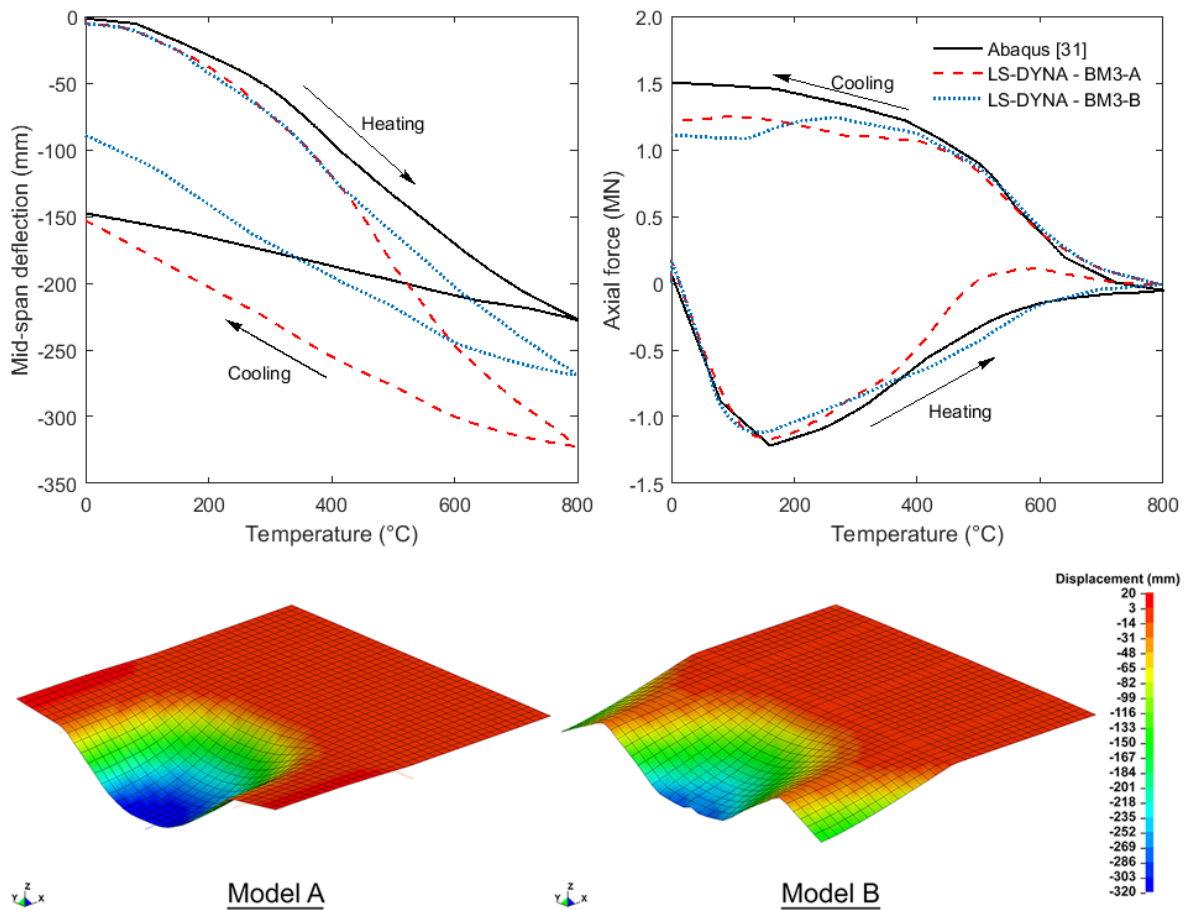 0
-50
-100
-150
-200
-250
-300
-350
Mid-span deflection (mm)
0
200
400
600
800
Temperature (°C)
Heating
Cooling
2.0
1.5
1.0
0.5
0
-0.5
-1.0
-1.5
Axial force (MN)
0
200
400
600
800
Temperature (°C)
Abaqus [31]
LS-DYNA - BM3-A
LS-DYNA - BM3-B
Cooling
Heating
Displacement (mm)
20
3
-14
-31
-48
-65
-82
-99
-116
-133
-150
-167
-184
-201
-218
-235
-252
-269
-286
-303
-320
Z
Y X
Model A
Z
Y X
Model B